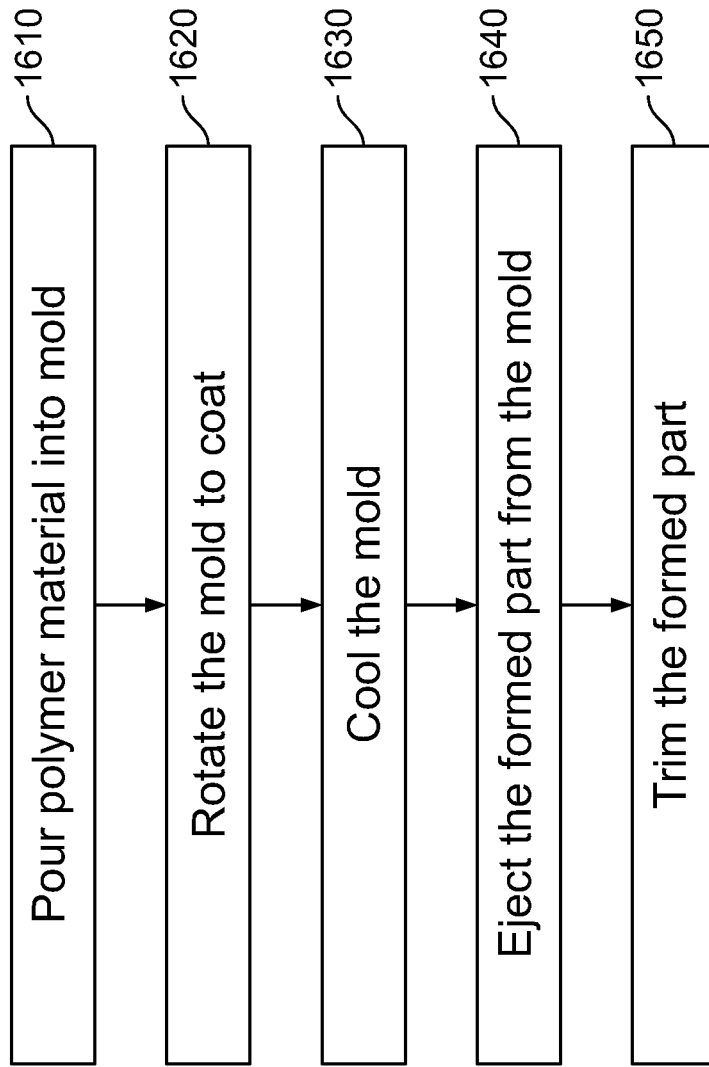 Pour polymer material into mold
1610
Rotate the mold to coat
1620
Cool the mold
1630
Eject the formed part from the mold
1640
Trim the formed part
1650